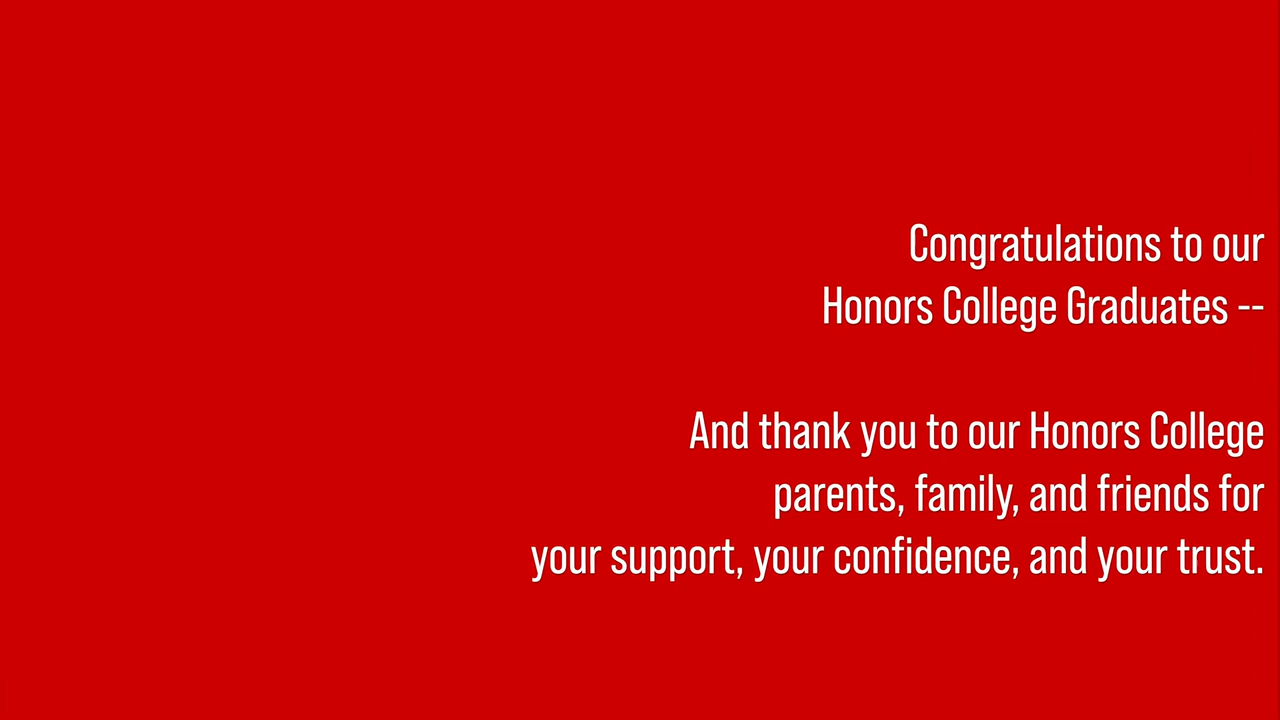 Congratulations to our
Honors College Graduates --
And thank you to our Honors College
parents, family, and friends for
your support, your confidence, and your trust.